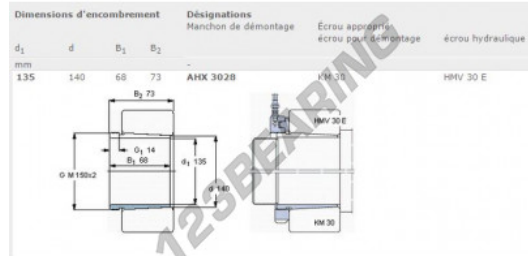 Dimensions d'encombrement Désignations
Manchon de démontage Écrou approprié
écrou pour démontage écrou hydraulique
d1 d B1 B2
mm -
135 140 68 73 AHX 3028 KM 30 HMV 30 E
B2 73
HMV 30 E
G1 14
B1 68
d1 135
G M 150x2
d 140
KM 30
123BEARING